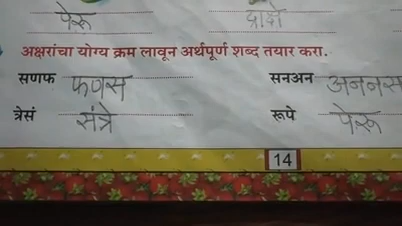 पेरू द्राक्षे
अक्षरांचा योग्य क्रम लावून अर्थपूर्ण शब्द तयार करा.
सणफ फणस सनअन अननस
त्रेसं संत्रे रूपे पेरू
14